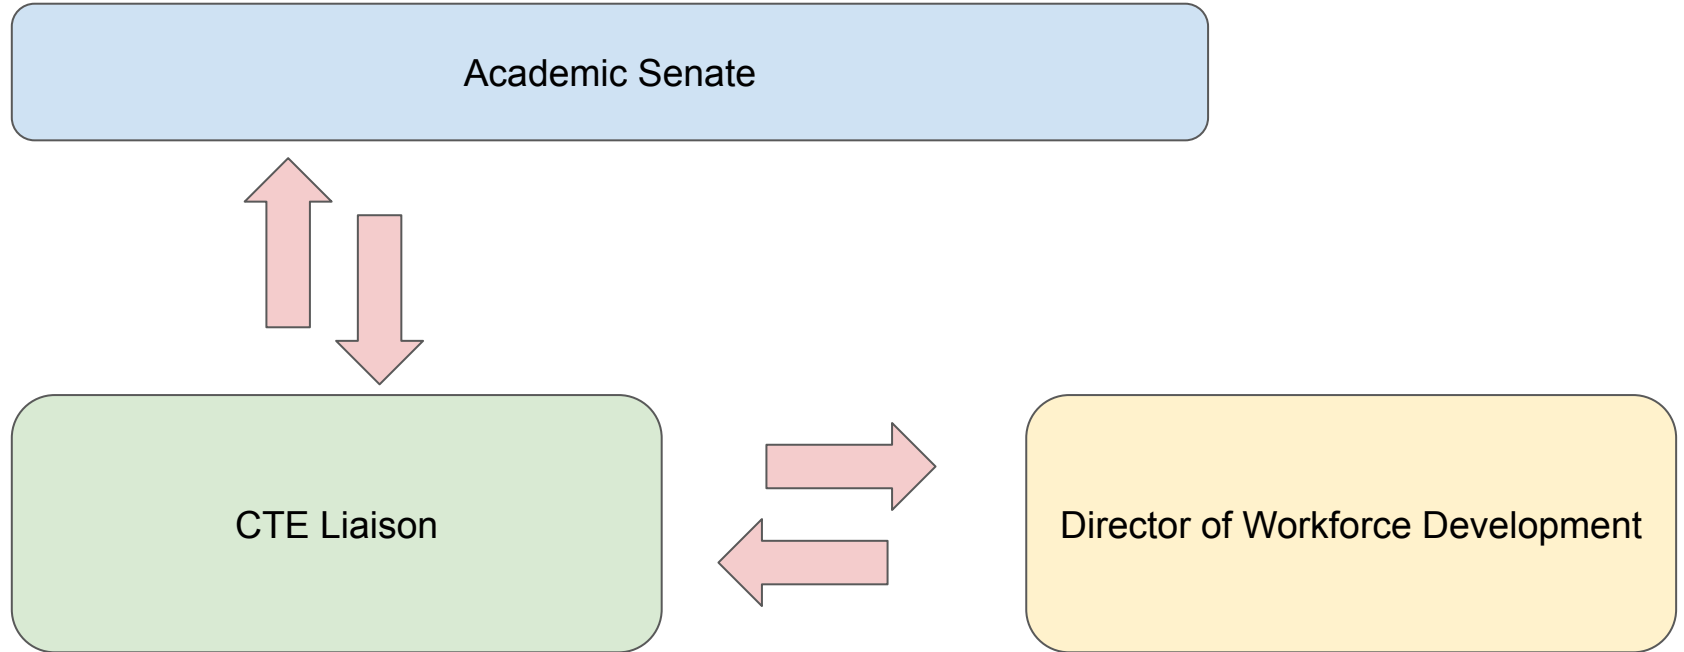 Academic Senate
CTE Liaison
Director of Workforce Development